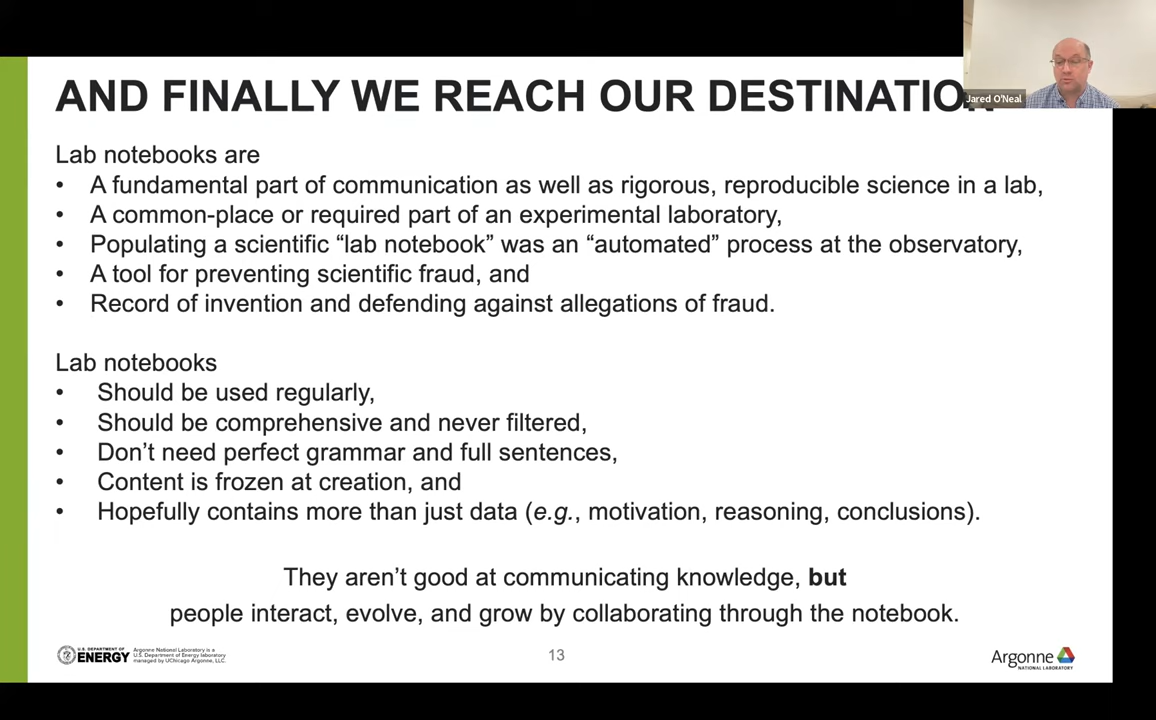 AND FINALLY WE REACH OUR DESTINATION
Jared O'Neal
Lab notebooks are
• A fundamental part of communication as well as rigorous, reproducible science in a lab,
• A common-place or required part of an experimental laboratory,
• Populating a scientific “lab notebook” was an “automated” process at the observatory,
• A tool for preventing scientific fraud, and
• Record of invention and defending against allegations of fraud.
Lab notebooks
• Should be used regularly,
• Should be comprehensive and never filtered,
• Don’t need perfect grammar and full sentences,
• Content is frozen at creation, and
• Hopefully contains more than just data (e.g., motivation, reasoning, conclusions).
They aren’t good at communicating knowledge, but
people interact, evolve, and grow by collaborating through the notebook.
U.S. DEPARTMENT OF
ENERGY
Argonne National Laboratory is a
U.S. Department of Energy laboratory
managed by UChicago Argonne, LLC.
13
Argonne
NATIONAL LABORATORY